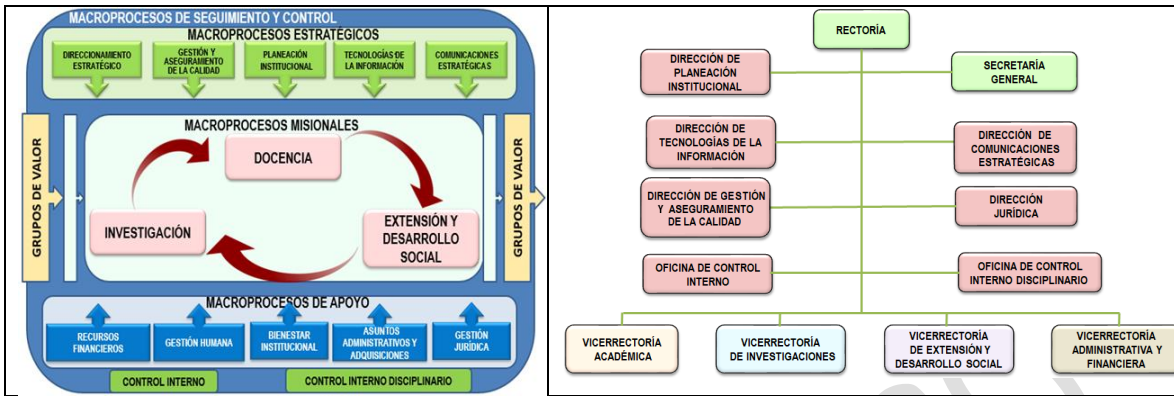 MACROPROCESOS DE SEGUIMIENTO Y CONTROL
MACROPROCESOS ESTRATÉGICOS
DIRECCIONAMIENTO
ESTRATÉGICO
GESTIÓN Y
ASEGURAMIENTO
DE LA CALIDAD
PLANEACIÓN
INSTITUCIONAL
TECNOLOGÍAS DE
LA INFORMACIÓN
COMUNICACIONES
ESTRATÉGICAS
GRUPOS DE VALOR
MACROPROCESOS MISIONALES
DOCENCIA
INVESTIGACIÓN
EXTENSIÓN Y
DESARROLLO
SOCIAL
GRUPOS DE VALOR
MACROPROCESOS DE APOYO
RECURSOS
FINANCIEROS
GESTIÓN HUMANA
BIENESTAR
INSTITUCIONAL
ASUNTOS
ADMINISTRATIVOS Y
ADQUISICIONES
GESTIÓN
JURÍDICA
CONTROL INTERNO
CONTROL INTERNO DISCIPLINARIO
RECTORÍA
DIRECCIÓN DE
PLANEACIÓN
INSTITUCIONAL
SECRETARÍA
GENERAL
DIRECCIÓN DE
TECNOLOGÍAS DE LA
INFORMACIÓN
DIRECCIÓN DE
COMUNICACIONES
ESTRATÉGICAS
DIRECCIÓN DE GESTIÓN
Y ASEGURAMIENTO
DE LA CALIDAD
DIRECCIÓN
JURÍDICA
OFICINA DE CONTROL
INTERNO
OFICINA DE CONTROL
INTERNO DISCIPLINARIO
VICERRECTORÍA
ACADÉMICA
VICERRECTORÍA
DE INVESTIGACIONES
VICERRECTORÍA
DE EXTENSIÓN Y
DESARROLLO SOCIAL
VICERRECTORÍA
ADMINISTRATIVA Y
FINANCIERA